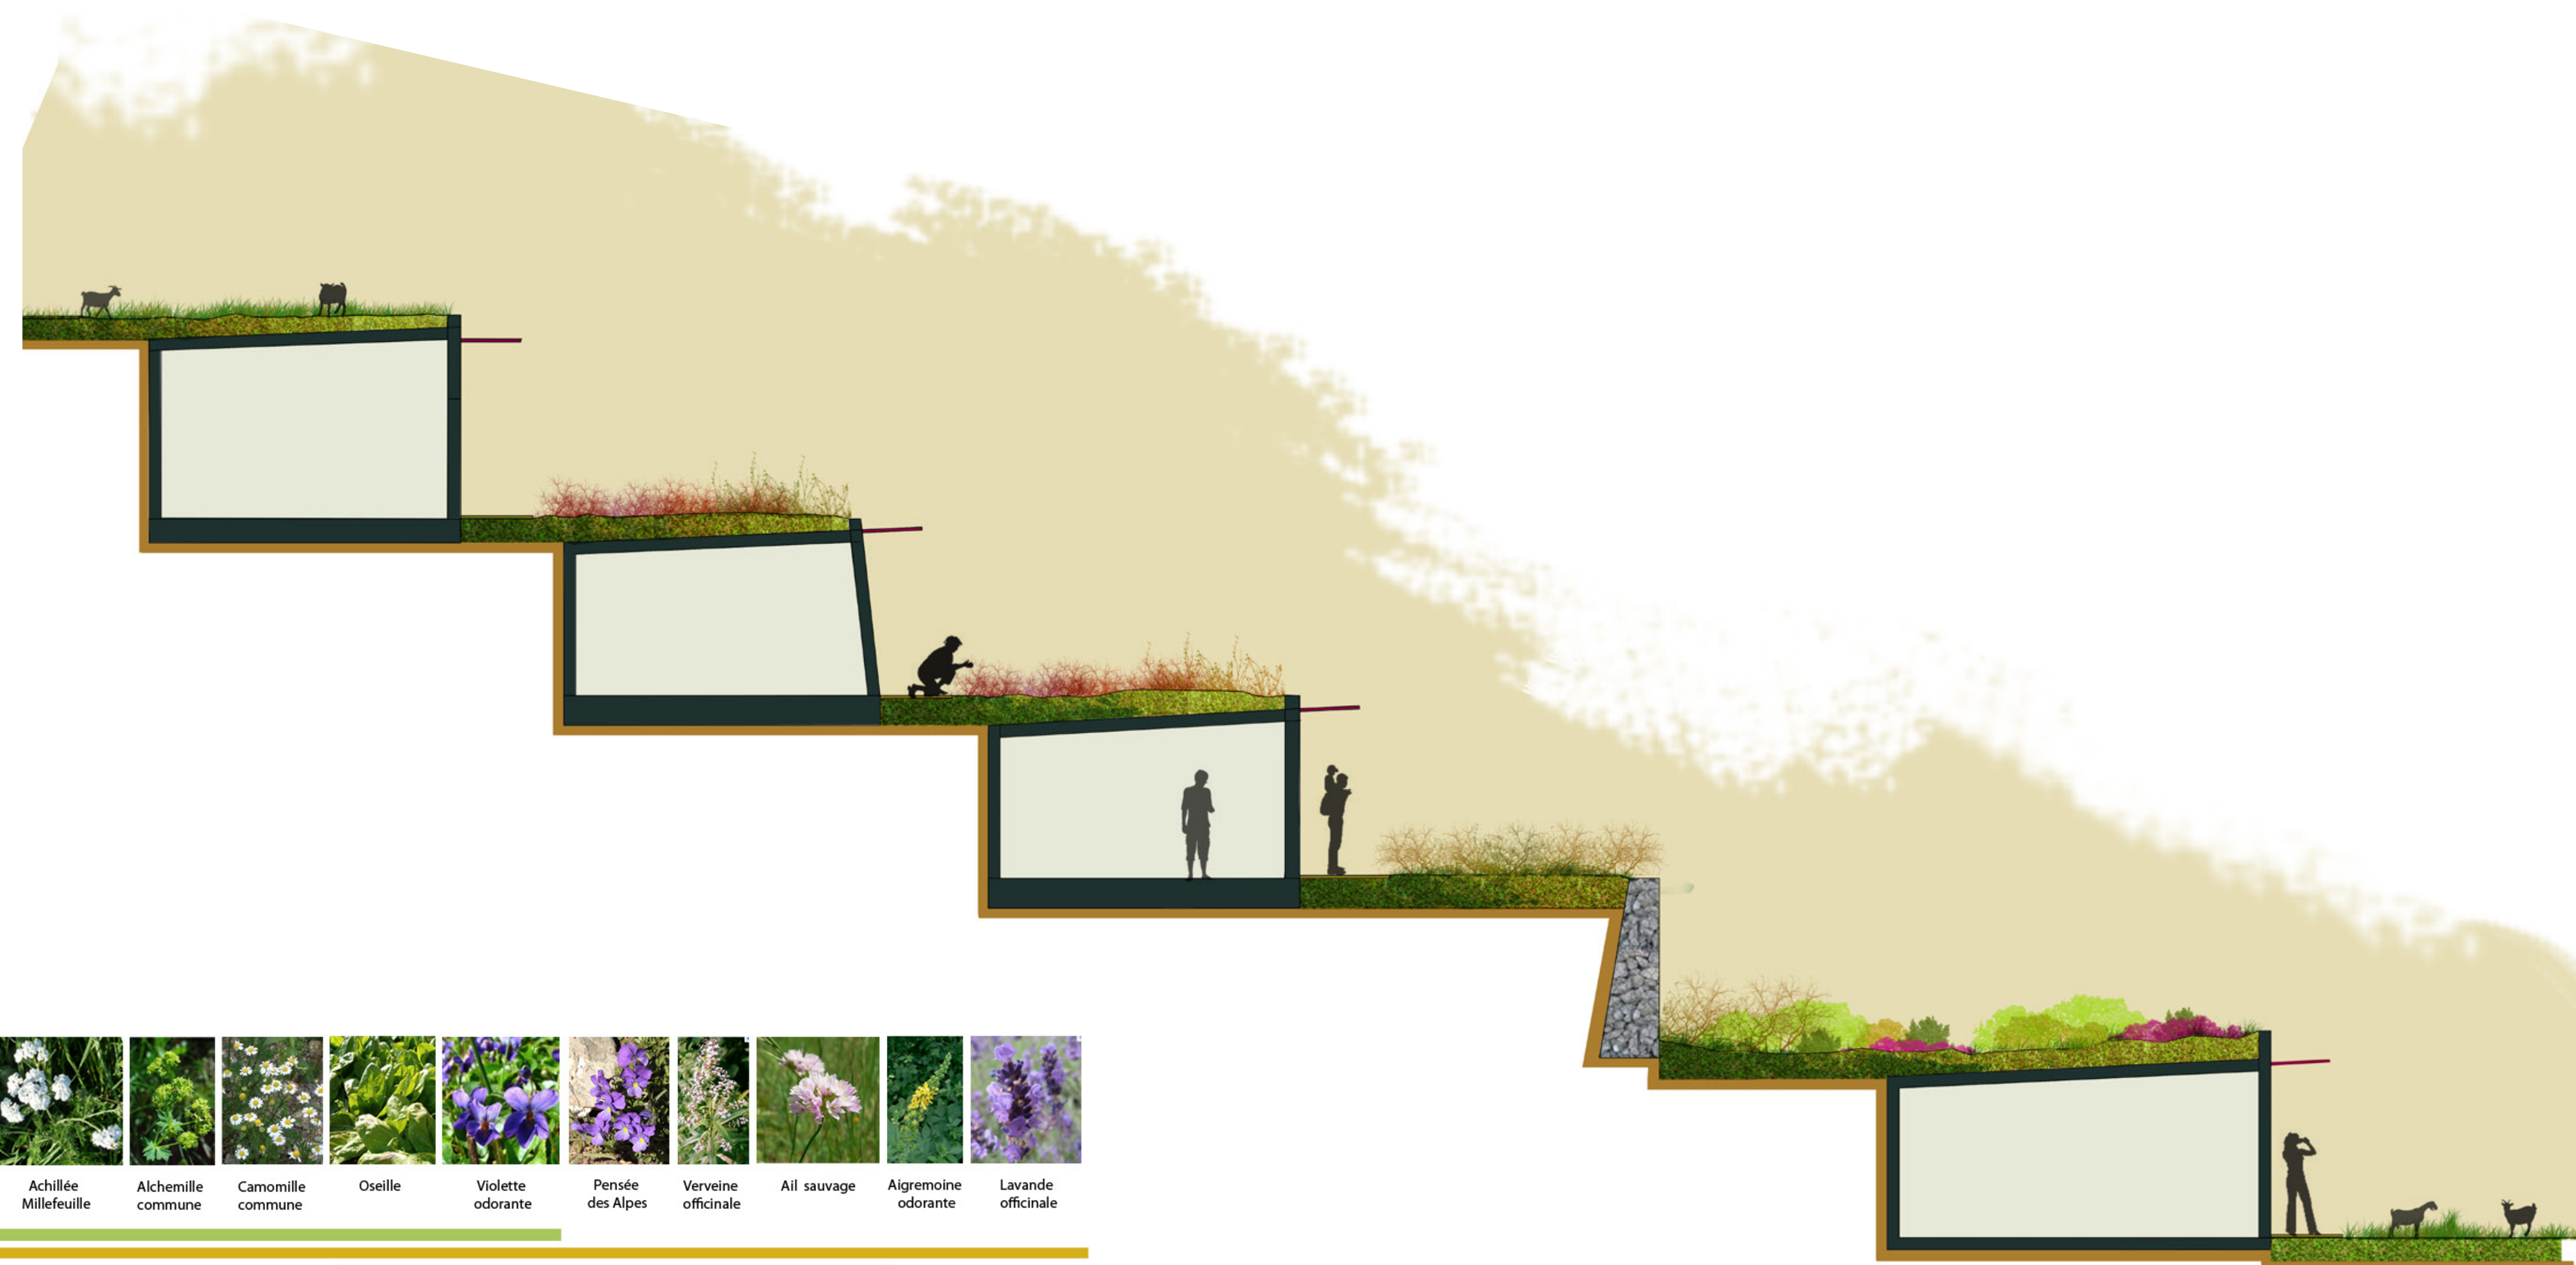 Achillée
Millefeuille
Alchemille
commune
Camomille
commune
Oseille
Violette
odorante
Pensée
des Alpes
Verveine
officinale
Ail sauvage
Aigremoine
odorante
Lavande
officinale